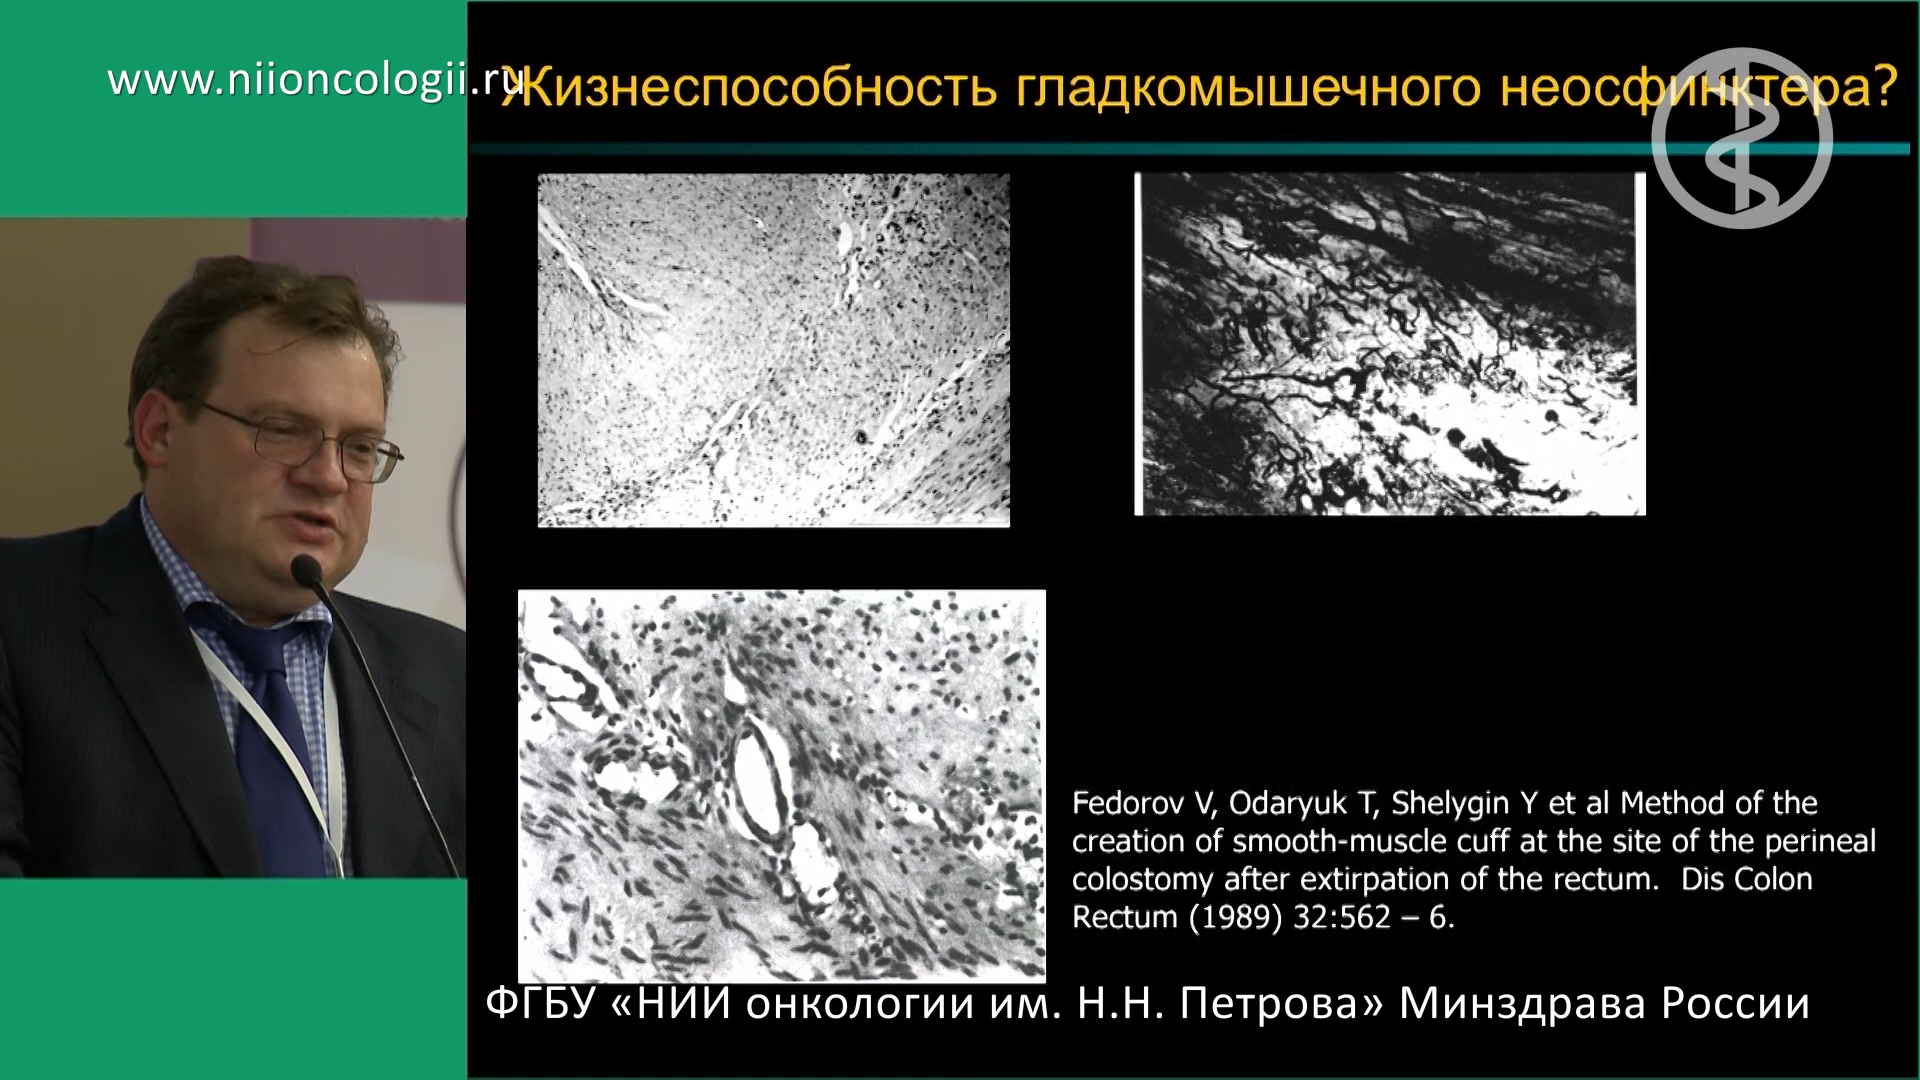 www.niioncologii.ru
Жизнеспособность гладкомышечного неосфинктера?
Fedorov V, Odaryuk T, Shelygin Y et al Method of the
creation of smooth-muscle cuff at the site of the perineal
colostomy after extirpation of the rectum. Dis Colon
Rectum (1989) 32:562 – 6.
ФГБУ «НИИ онкологии им. Н.Н. Петрова» Минздрава России